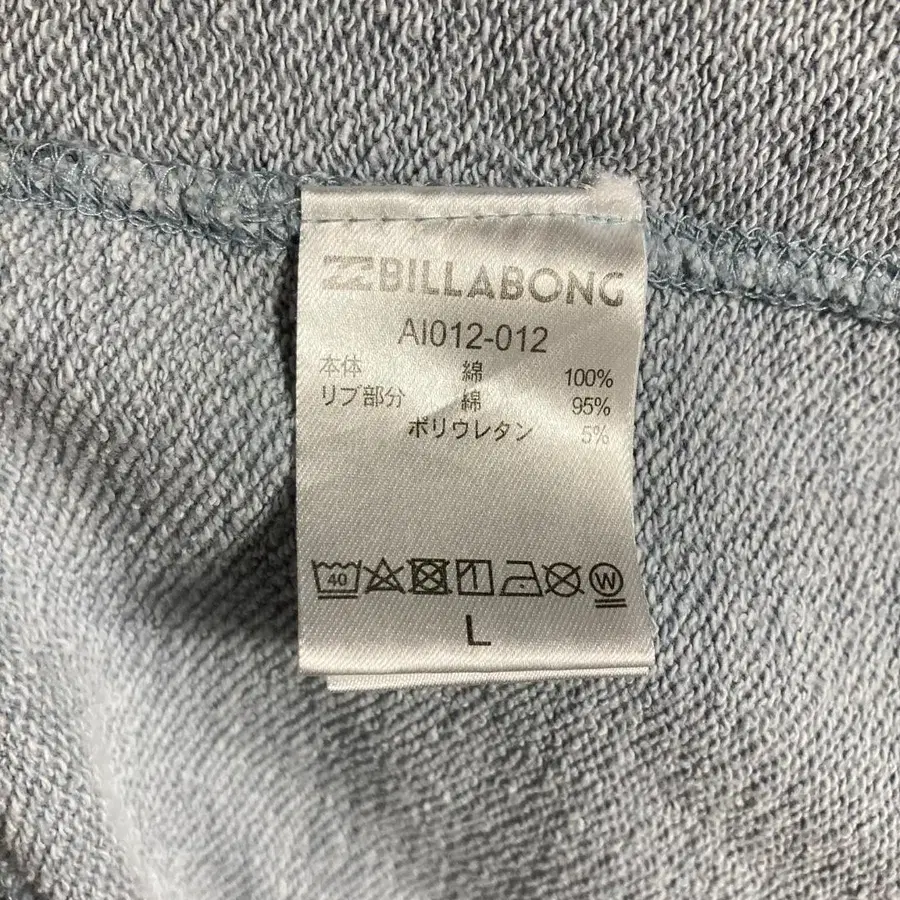 BILLABONG
AI012-012
本体 綿 100%
リブ部分 綿 95%
ポリウレタン 5%
40
W
L